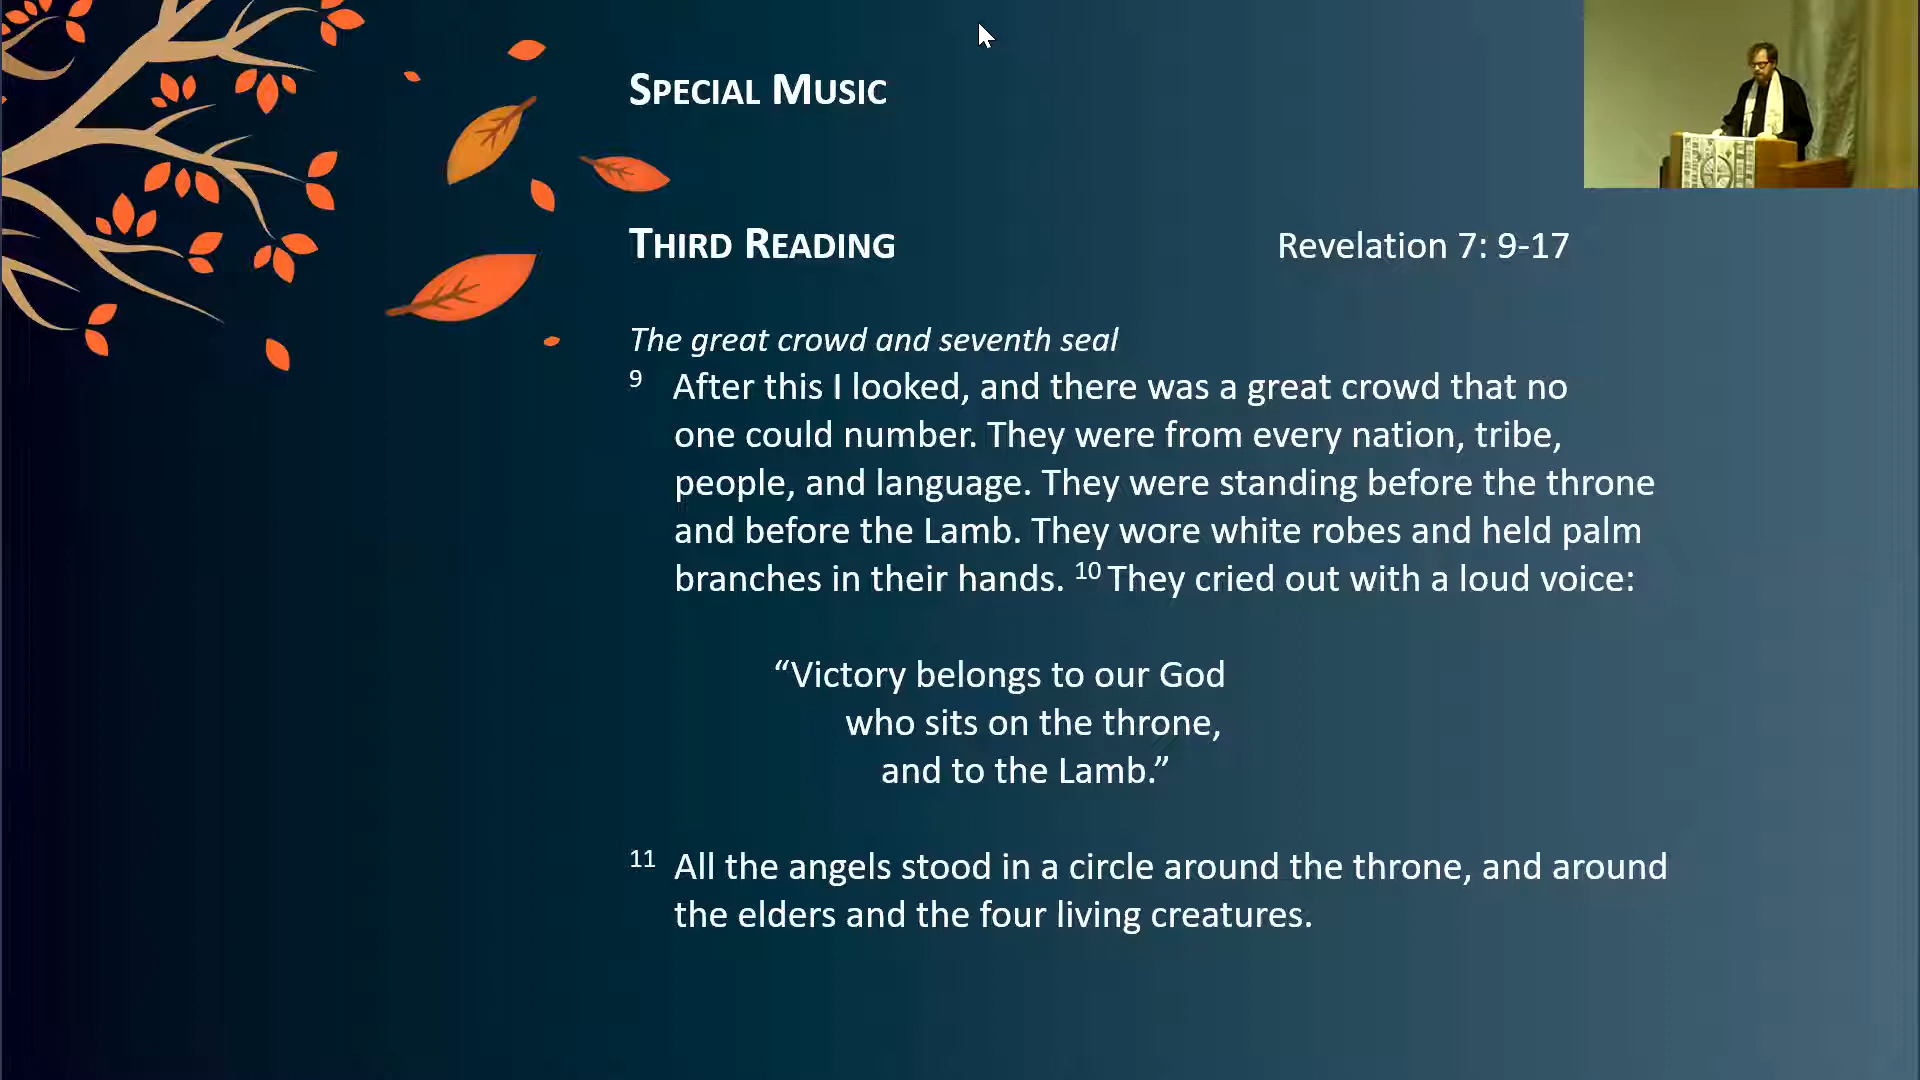 SPECIAL MUSIC
THIRD READING Revelation 7: 9-17
The great crowd and seventh seal
9 After this I looked, and there was a great crowd that no
one could number. They were from every nation, tribe,
people, and language. They were standing before the throne
and before the Lamb. They wore white robes and held palm
branches in their hands. 10 They cried out with a loud voice:
“Victory belongs to our God
who sits on the throne,
and to the Lamb.”
11 All the angels stood in a circle around the throne, and around
the elders and the four living creatures.